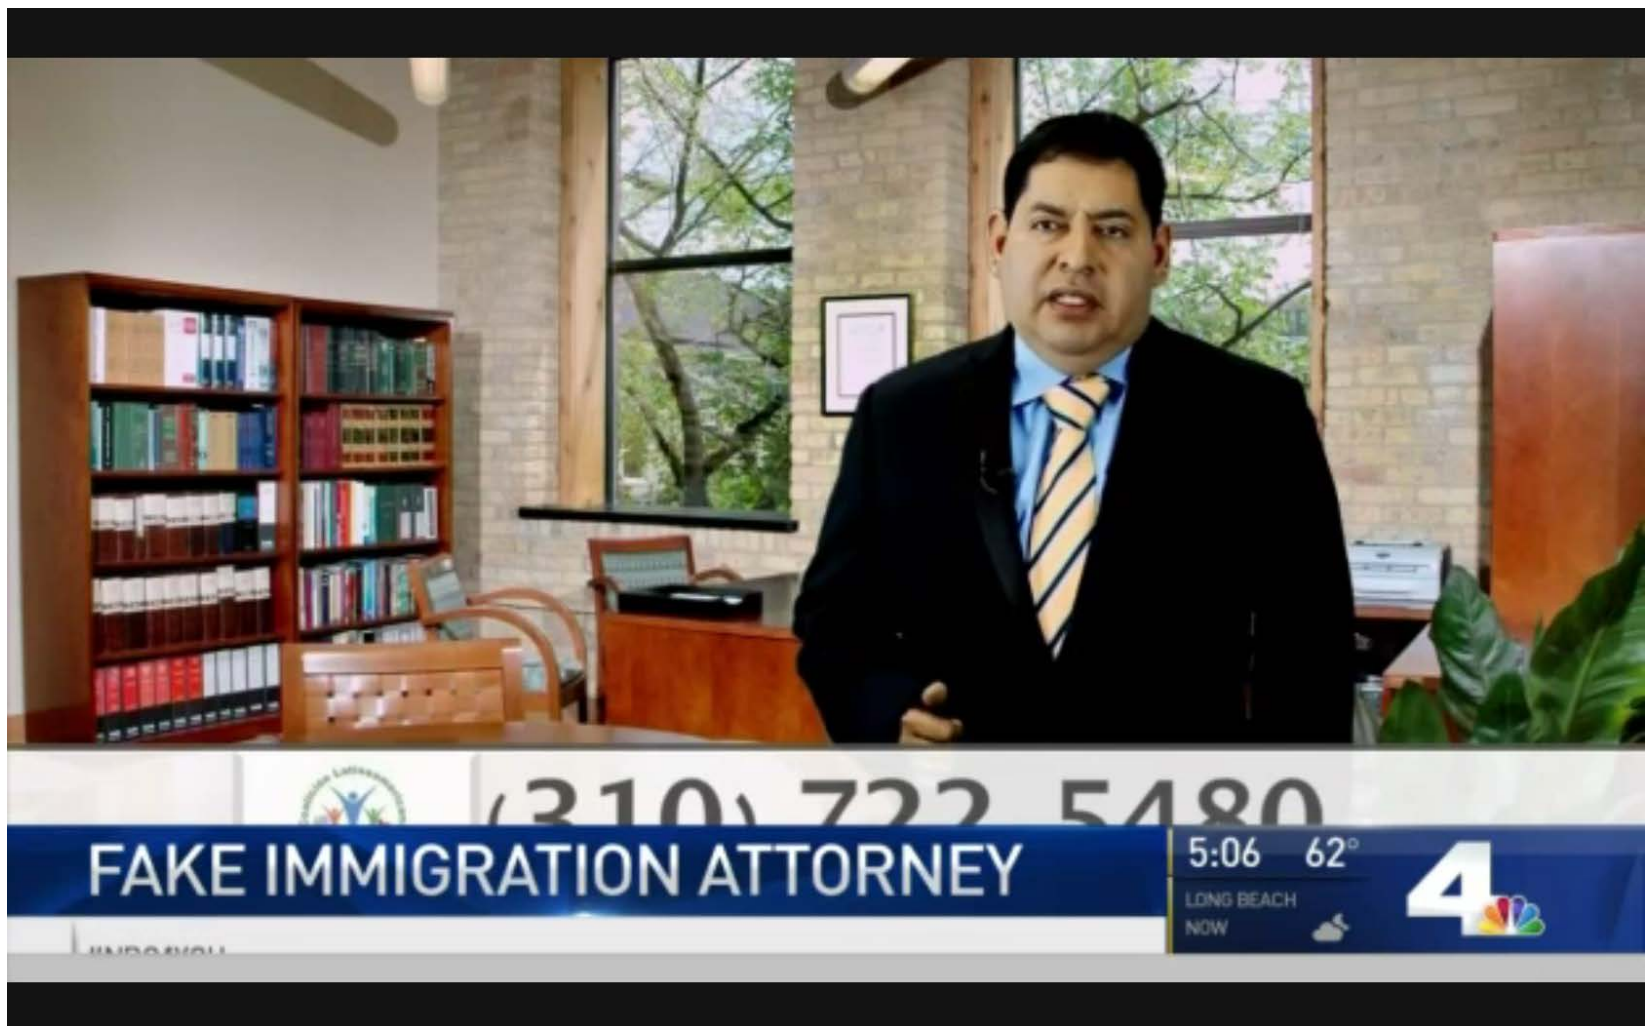 (310) 722 5480
FAKE IMMIGRATION ATTORNEY
5:06 62°
LONG BEACH
NOW
4